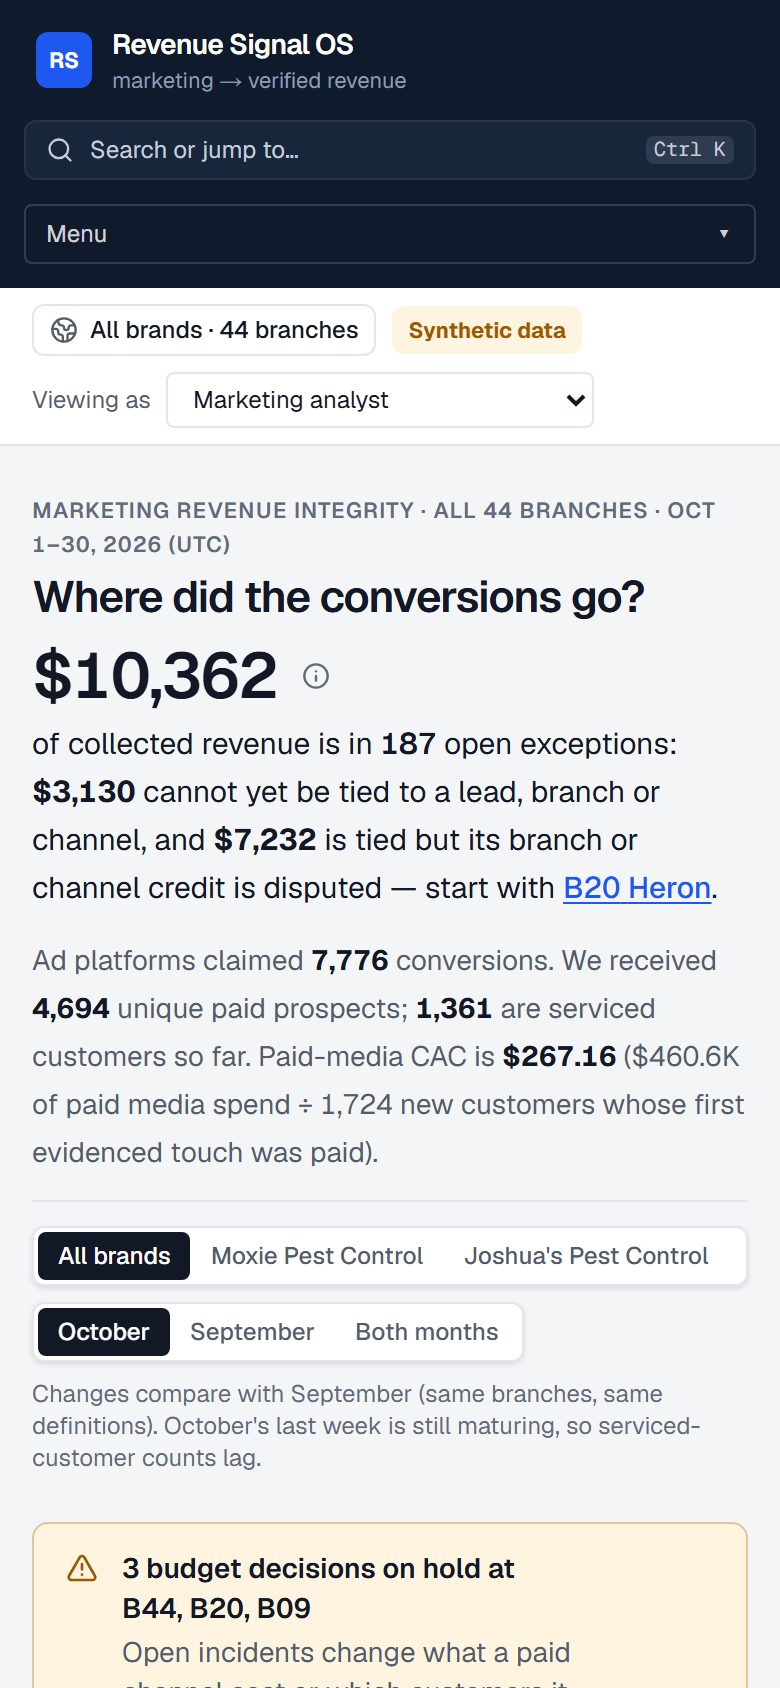 RS
Revenue Signal OS
marketing → verified revenue
Search or jump to...
Ctrl K
Menu
All brands · 44 branches
Synthetic data
Viewing as
Marketing analyst
MARKETING REVENUE INTEGRITY · ALL 44 BRANCHES · OCT
1–30, 2026 (UTC)
Where did the conversions go?
$10,362
of collected revenue is in 187 open exceptions:
$3,130 cannot yet be tied to a lead, branch or
channel, and $7,232 is tied but its branch or
channel credit is disputed — start with B20 Heron.
Ad platforms claimed 7,776 conversions. We received
4,694 unique paid prospects; 1,361 are serviced
customers so far. Paid-media CAC is $267.16 ($460.6K
of paid media spend ÷ 1,724 new customers whose first
evidenced touch was paid).
All brands
Moxie Pest Control
Joshua's Pest Control
October
September
Both months
Changes compare with September (same branches, same
definitions). October's last week is still maturing, so serviced-
customer counts lag.
3 budget decisions on hold at
B44, B20, B09
Open incidents change what a paid
channel cost or which customers it